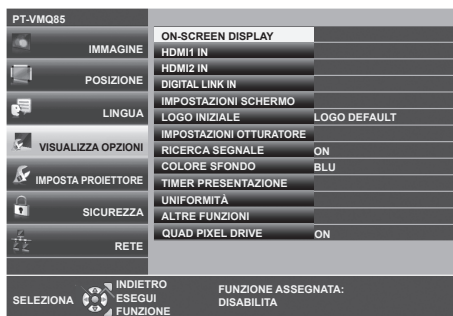 PT-VMQ85
IMMAGINE
POSIZIONE
LINGUA
VISUALIZZA OPZIONI
IMPOSTA PROIETTORE
SICUREZZA
RETE
ON-SCREEN DISPLAY
HDMI1 IN
HDMI2 IN
DIGITAL LINK IN
IMPOSTAZIONI SCHERMO
LOGO INIZIALE LOGO DEFAULT
IMPOSTAZIONI OTTURATORE
RICERCA SEGNALE ON
COLORE SFONDO BLU
TIMER PRESENTAZIONE
UNIFORMITÀ
ALTRE FUNZIONI
QUAD PIXEL DRIVE ON
SELEZIONA
INDIETRO
ESEGUI
FUNZIONE
FUNZIONE ASSEGNATA:
DISABILITA